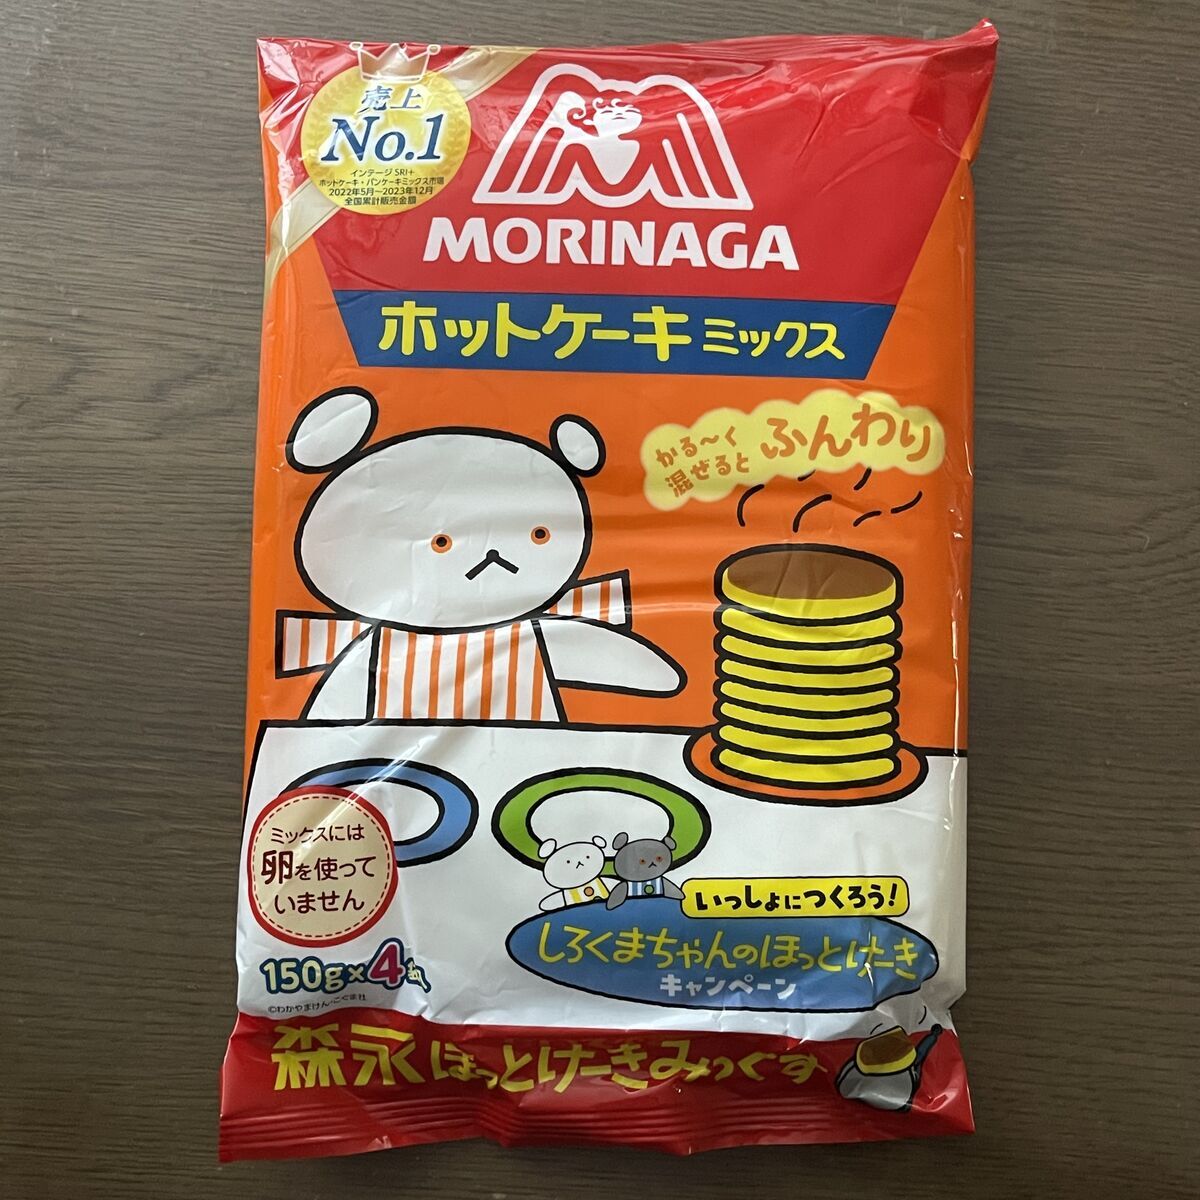 売上
No.1
インテージSRI+
ホットケーキ・パンケーキミックス市場
2022年5月～2023年12月
全国累計販売金額
MORINAGA
ホットケーキミックス
かる～く
混ぜると
ふんわり
ミックスには
卵を使って
いません
150g×4袋
©わかやまけん・こぐま社
いっしょにつくろう！
しろくまちゃんのほっとけーき
キャンペーン
森永ほっとけーきみっくす